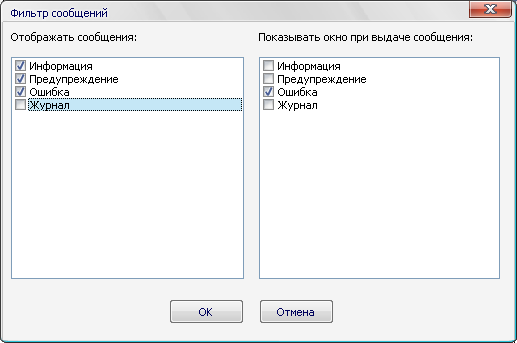 Фильтр сообщений
Отображать сообщения:
Информация
Предупреждение
Ошибка
Журнал
Показывать окно при выдаче сообщения:
Информация
Предупреждение
Ошибка
Журнал
OK
Отмена